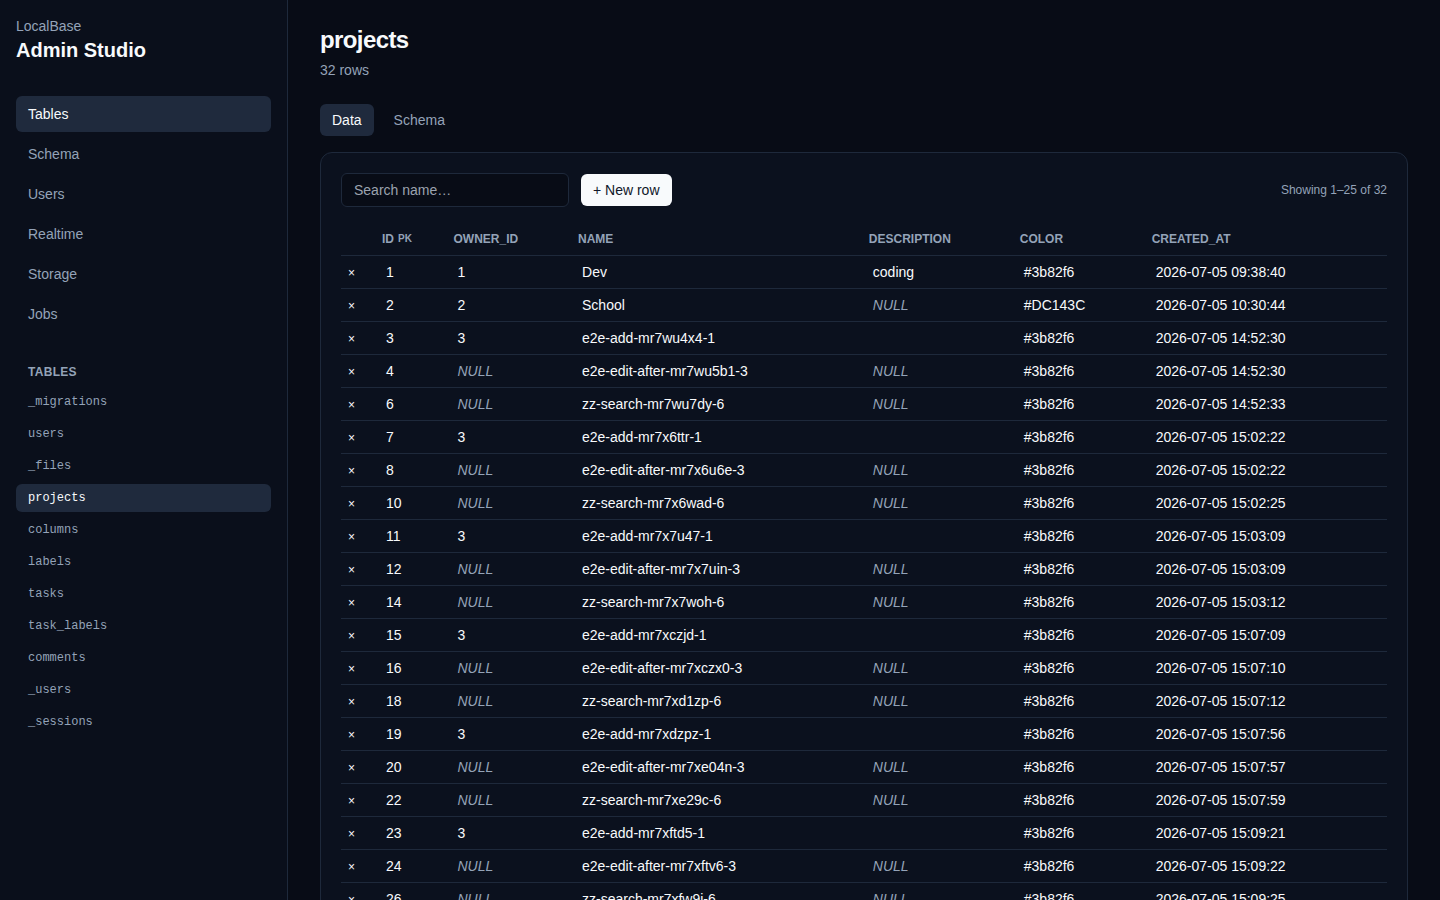 LocalBase
Admin Studio
Tables
Schema
Users
Realtime
Storage
Jobs
TABLES
_migrations
users
_files
projects
columns
labels
tasks
task_labels
comments
_users
_sessions
projects
32 rows
Data Schema
Search name… + New row Showing 1–25 of 32
ID PK OWNER_ID NAME DESCRIPTION COLOR CREATED_AT
× 1 1 Dev coding #3b82f6 2026-07-05 09:38:40
× 2 2 School NULL #DC143C 2026-07-05 10:30:44
× 3 3 e2e-add-mr7wu4x4-1 #3b82f6 2026-07-05 14:52:30
× 4 NULL e2e-edit-after-mr7wu5b1-3 NULL #3b82f6 2026-07-05 14:52:30
× 6 NULL zz-search-mr7wu7dy-6 NULL #3b82f6 2026-07-05 14:52:33
× 7 3 e2e-add-mr7x6ttr-1 #3b82f6 2026-07-05 15:02:22
× 8 NULL e2e-edit-after-mr7x6u6e-3 NULL #3b82f6 2026-07-05 15:02:22
× 10 NULL zz-search-mr7x6wad-6 NULL #3b82f6 2026-07-05 15:02:25
× 11 3 e2e-add-mr7x7u47-1 #3b82f6 2026-07-05 15:03:09
× 12 NULL e2e-edit-after-mr7x7uin-3 NULL #3b82f6 2026-07-05 15:03:09
× 14 NULL zz-search-mr7x7woh-6 NULL #3b82f6 2026-07-05 15:03:12
× 15 3 e2e-add-mr7xczjd-1 #3b82f6 2026-07-05 15:07:09
× 16 NULL e2e-edit-after-mr7xczx0-3 NULL #3b82f6 2026-07-05 15:07:10
× 18 NULL zz-search-mr7xd1zp-6 NULL #3b82f6 2026-07-05 15:07:12
× 19 3 e2e-add-mr7xdzpz-1 #3b82f6 2026-07-05 15:07:56
× 20 NULL e2e-edit-after-mr7xe04n-3 NULL #3b82f6 2026-07-05 15:07:57
× 22 NULL zz-search-mr7xe29c-6 NULL #3b82f6 2026-07-05 15:07:59
× 23 3 e2e-add-mr7xftd5-1 #3b82f6 2026-07-05 15:09:21
× 24 NULL e2e-edit-after-mr7xftv6-3 NULL #3b82f6 2026-07-05 15:09:22
× 26 NULL NULL #3b82f6 2026-07-05 15:09:25